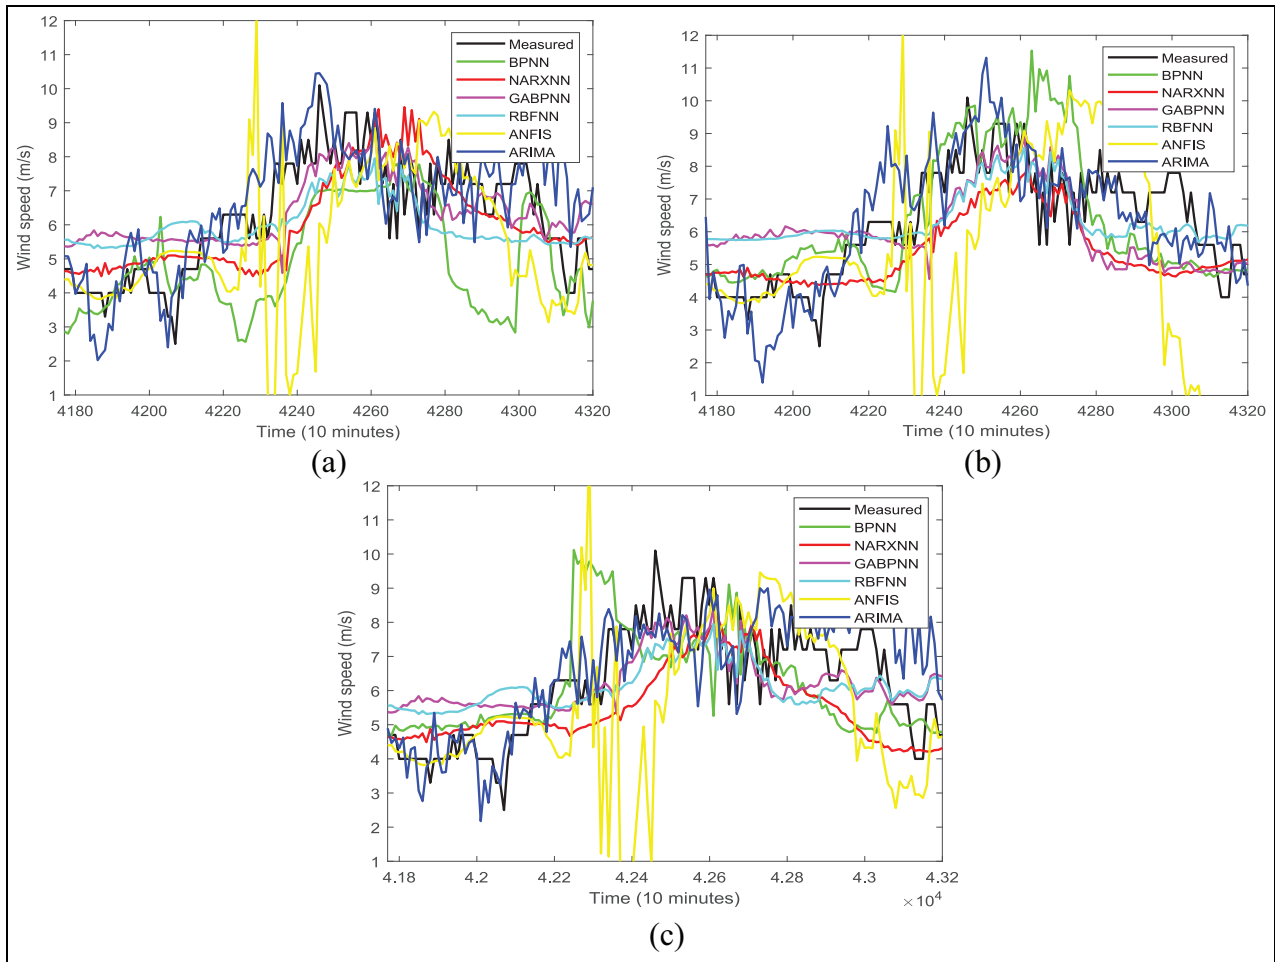 12
11
10
9
8
7
6
5
4
3
2
1
Wind speed (m/s)
4180 4200 4220 4240 4260 4280 4300 4320
Time (10 minutes)
Measured
BPNN
NARXNN
GABPNN
RBFNN
ANFIS
ARIMA
(a)
12
11
10
9
8
7
6
5
4
3
2
1
Wind speed (m/s)
4180 4200 4220 4240 4260 4280 4300 4320
Time (10 minutes)
Measured
BPNN
NARXNN
GABPNN
RBFNN
ANFIS
ARIMA
(b)
12
11
10
9
8
7
6
5
4
3
2
1
Wind speed (m/s)
4.18 4.2 4.22 4.24 4.26 4.28 4.3 4.32
Time (10 minutes)
×10⁴
Measured
BPNN
NARXNN
GABPNN
RBFNN
ANFIS
ARIMA
(c)